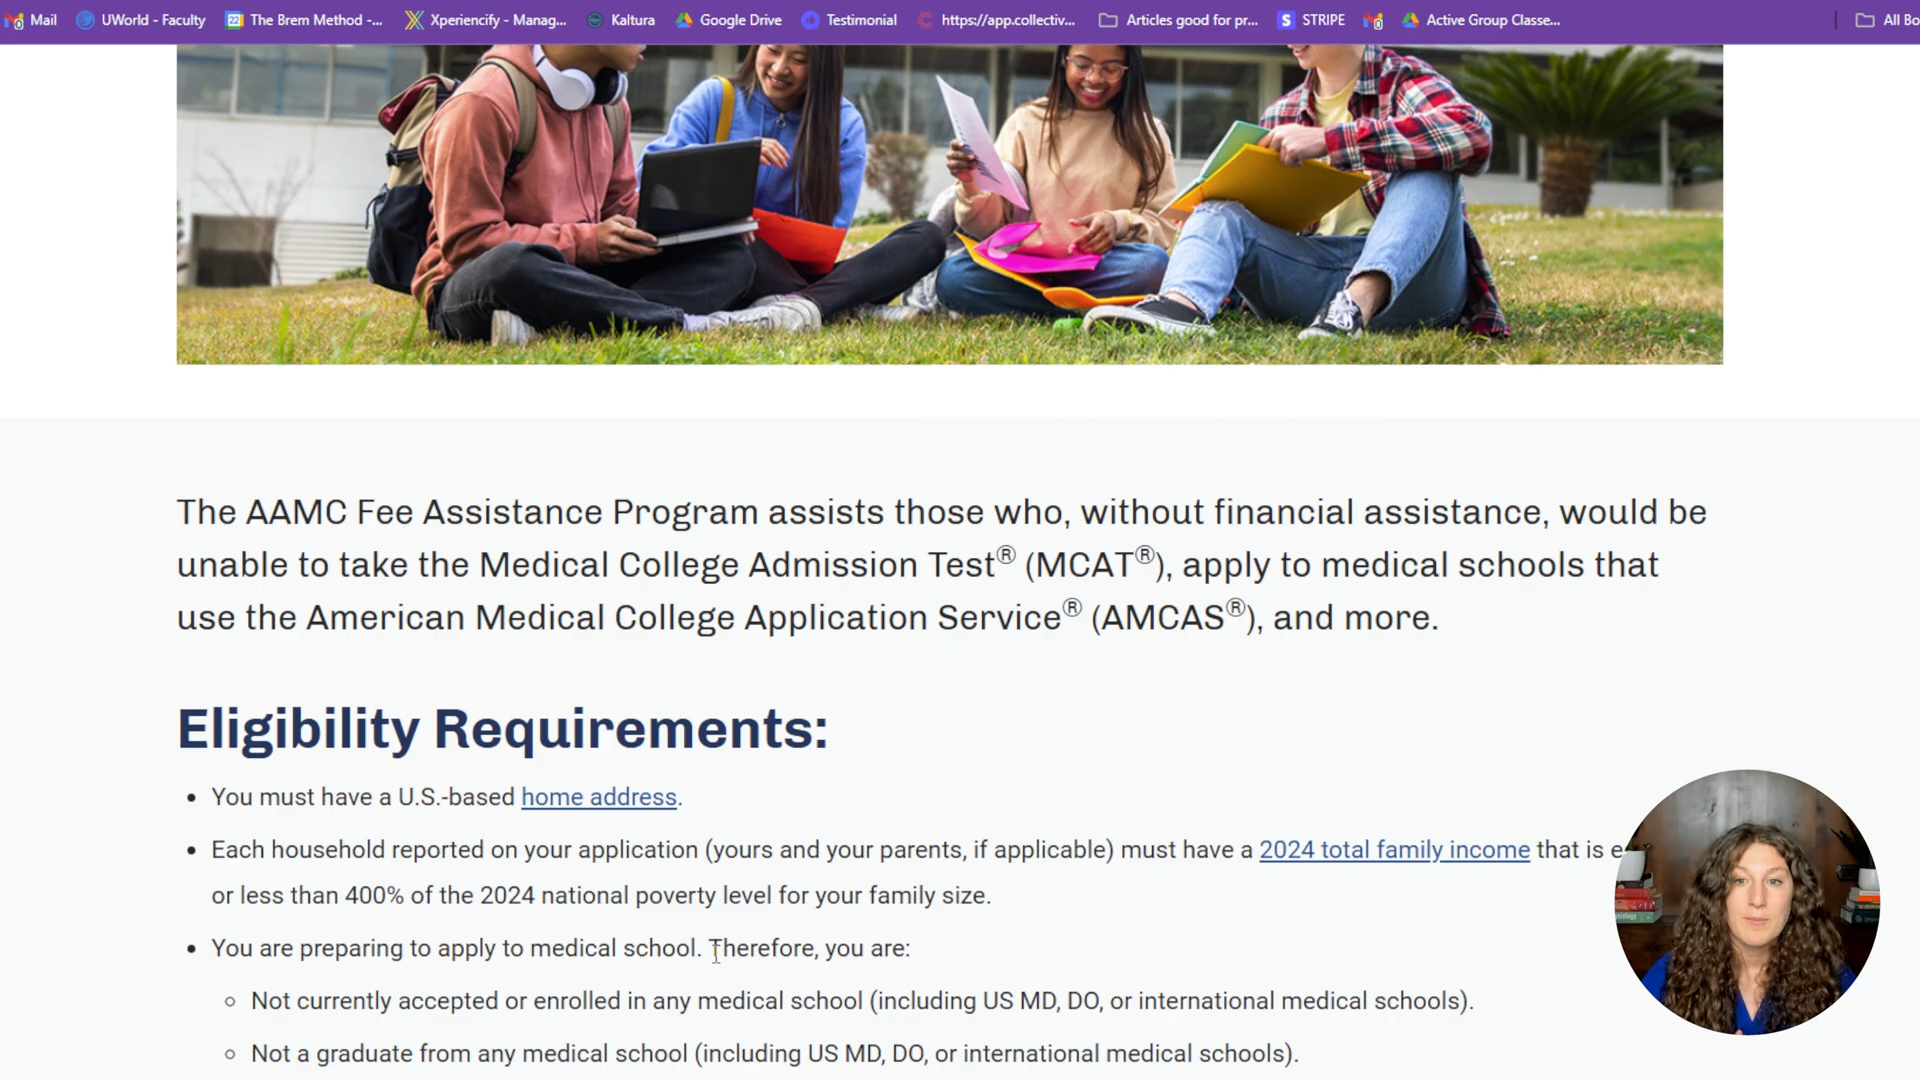 Mail UWorld - Faculty 22 The Brem Method -... Xperiencify - Manag... Kaltura Google Drive Testimonial https://app.collectiv... Articles good for pr... S STRIPE Active Group Classe... All Bo
The AAMC Fee Assistance Program assists those who, without financial assistance, would be
unable to take the Medical College Admission Test® (MCAT®), apply to medical schools that
use the American Medical College Application Service® (AMCAS®), and more.
Eligibility Requirements:
• You must have a U.S.-based home address.
• Each household reported on your application (yours and your parents, if applicable) must have a 2024 total family income that is e
or less than 400% of the 2024 national poverty level for your family size.
• You are preparing to apply to medical school. Therefore, you are:
◦ Not currently accepted or enrolled in any medical school (including US MD, DO, or international medical schools).
◦ Not a graduate from any medical school (including US MD, DO, or international medical schools).